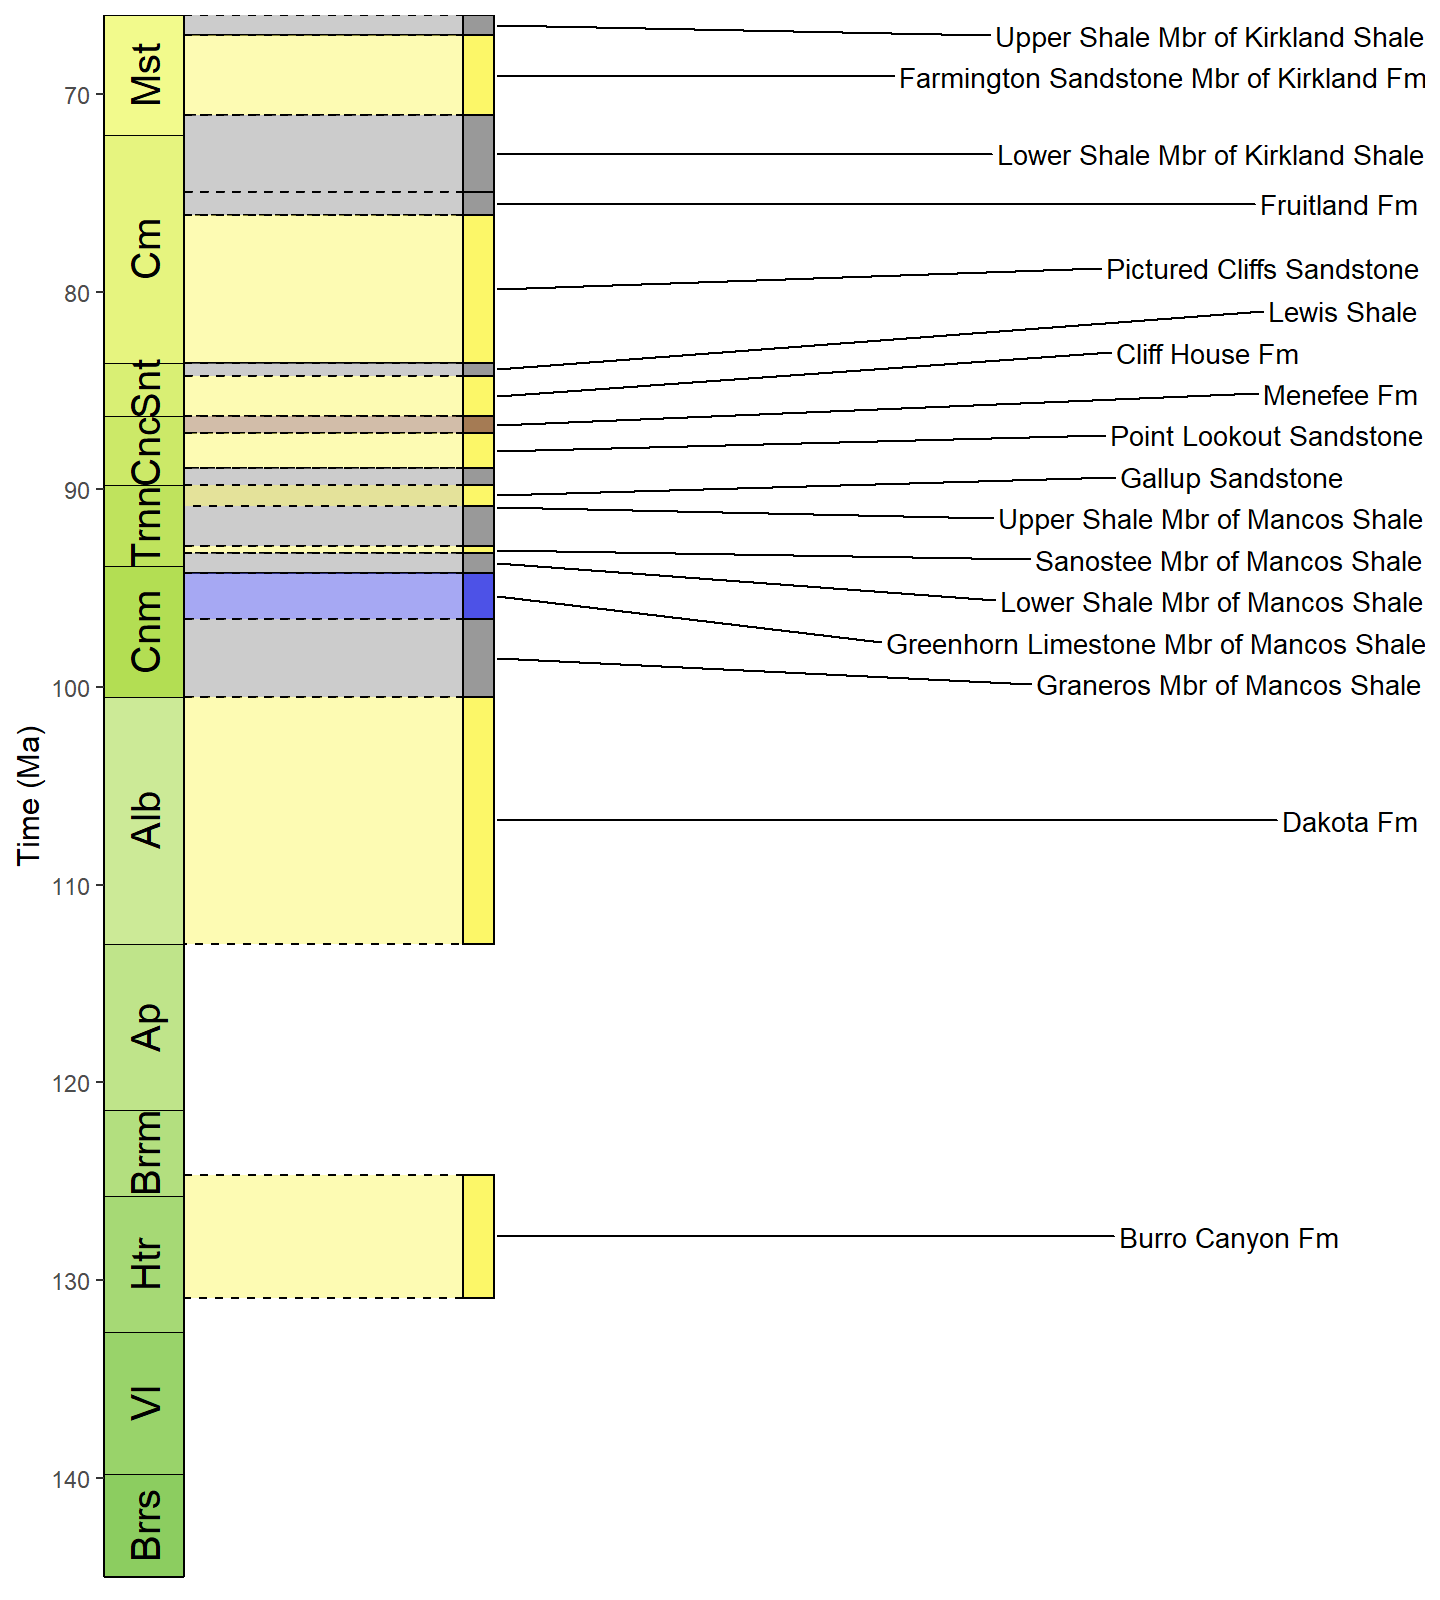 Upper Shale Mbr of Kirkland Shale
Mst
Farmington Sandstone Mbr of Kirkland Fm
70
Lower Shale Mbr of Kirkland Shale
Fruitland Fm
Cm
Pictured Cliffs Sandstone
80
Lewis Shale
Cliff House Fm
Snt
Menefee Fm
Point Lookout Sandstone
Cnc
Gallup Sandstone
90
Upper Shale Mbr of Mancos Shale
Trnn
Sanostee Mbr of Mancos Shale
Lower Shale Mbr of Mancos Shale
Cnm
Greenhorn Limestone Mbr of Mancos Shale
Graneros Mbr of Mancos Shale
100
Time (Ma)
Alb
Dakota Fm
110
Ap
120
Brrm
Burro Canyon Fm
Htr
130
Vl
140
Brrs